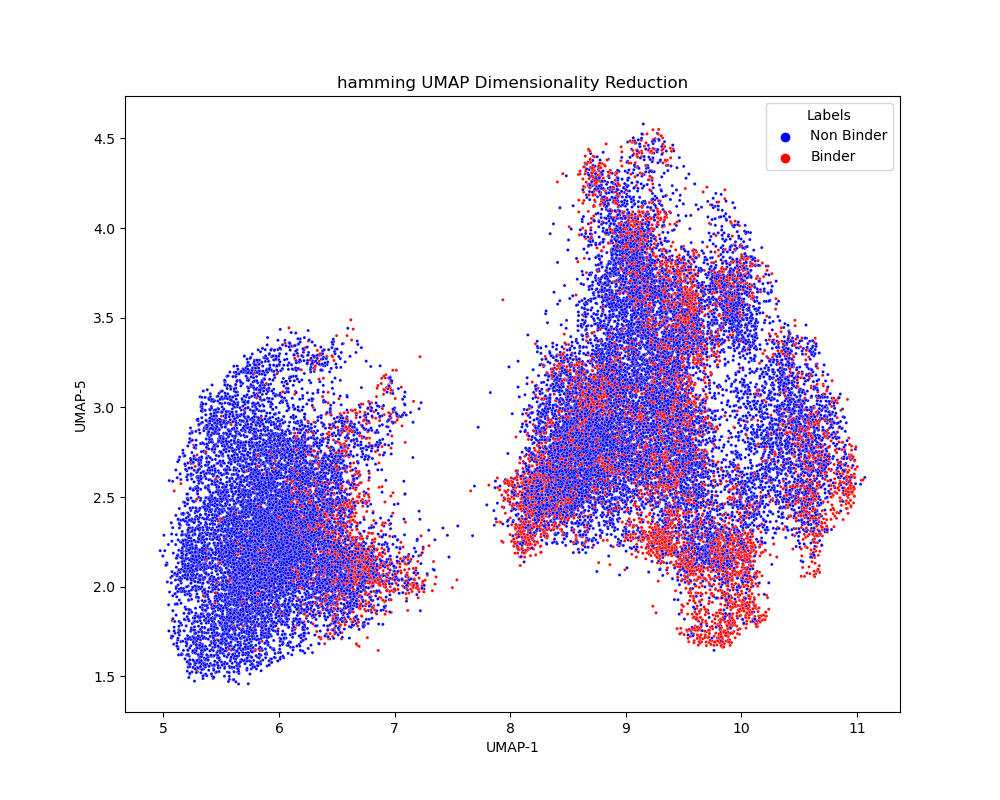 hamming UMAP Dimensionality Reduction
Labels
Non Binder
Binder
4.5
4.0
3.5
3.0
2.5
2.0
1.5
UMAP-5
5 6 7 8 9 10 11
UMAP-1